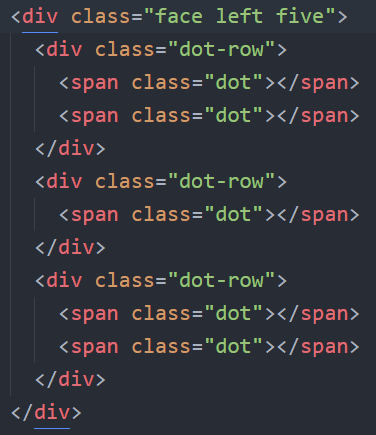 <div class="face left five">
<div class="dot-row">
<span class="dot"></span>
<span class="dot"></span>
</div>
<div class="dot-row">
<span class="dot"></span>
</div>
<div class="dot-row">
<span class="dot"></span>
<span class="dot"></span>
</div>
</div>